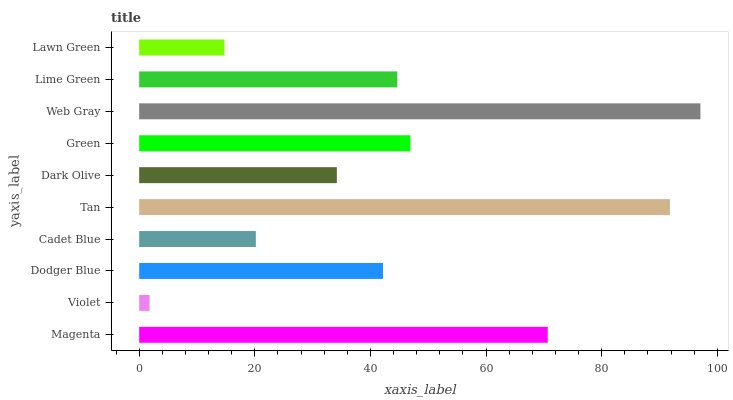 title
Lawn Green
Lime Green
Web Gray
Green
Dark Olive
Tan
Cadet Blue
Dodger Blue
Violet
Magenta
yaxis_label
0 20 40 60 80 100
xaxis_label